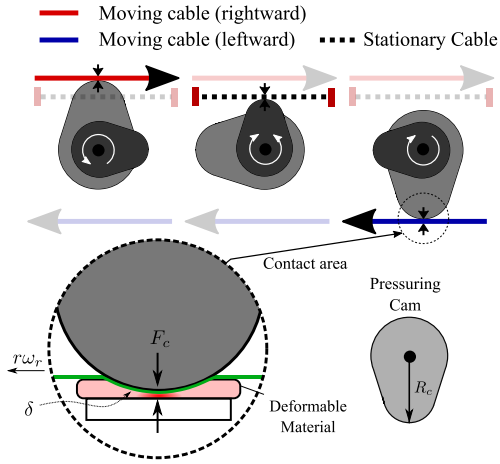 Moving cable (rightward)
Moving cable (leftward)
Stationary Cable
Contact area
Pressuring
Cam
F_c
rω_r
R_c
δ
Deformable
Material